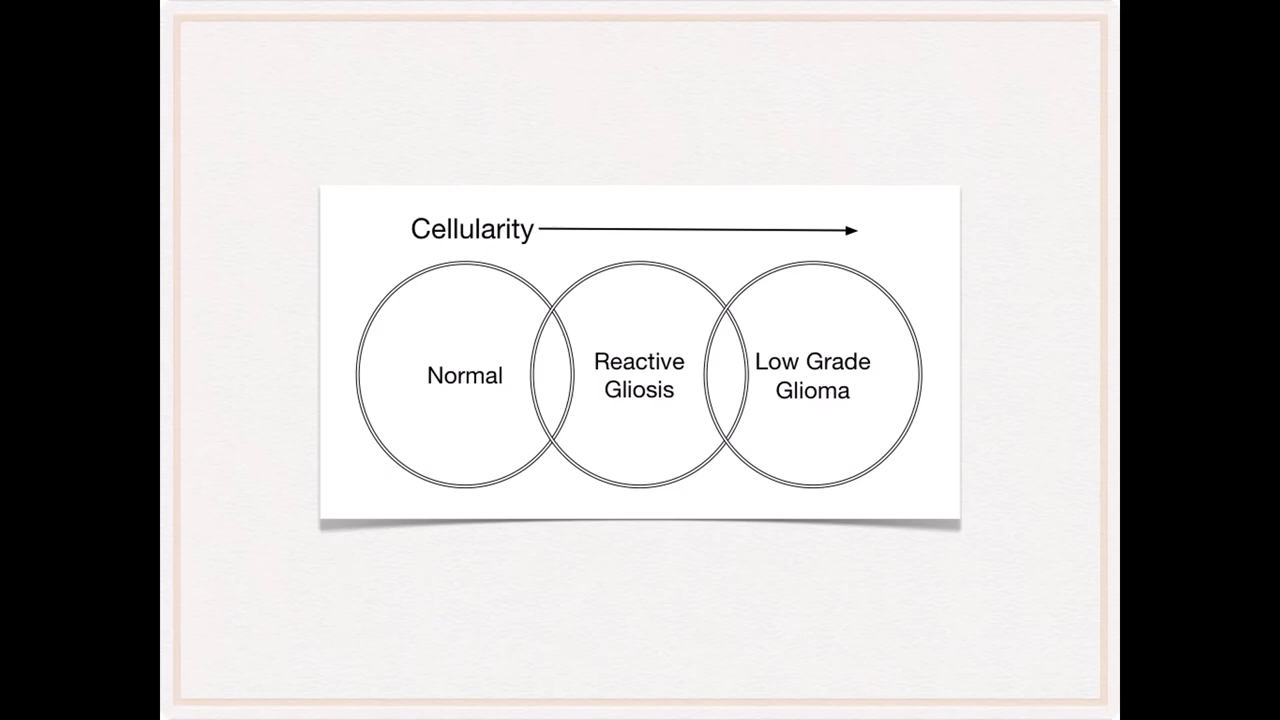 Cellularity
Normal
Reactive
Gliosis
Low Grade
Glioma